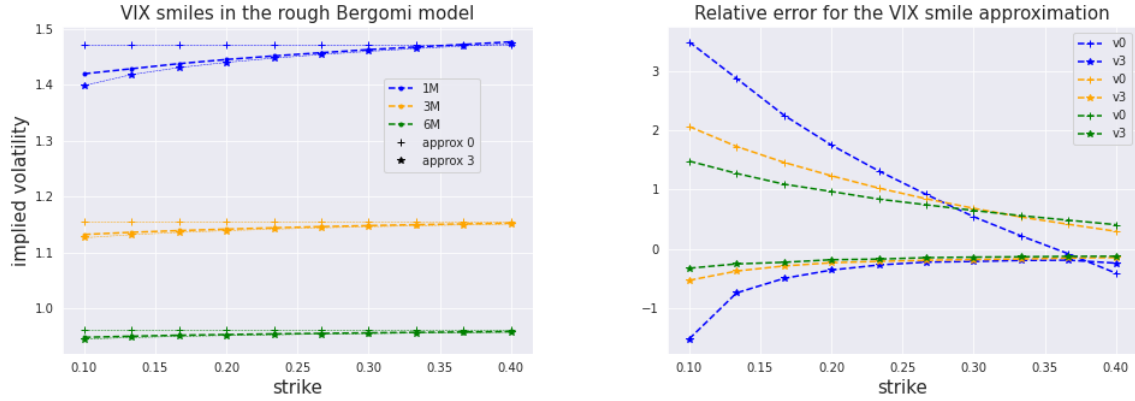 VIX smiles in the rough Bergomi model
1.5
1.4
1.3
1.2
1.1
1.0
implied volatility
1M
3M
6M
approx 0
approx 3
0.10
0.15
0.20
0.25
0.30
0.35
0.40
strike
Relative error for the VIX smile approximation
3
2
1
0
−1
v0
v3
v0
v3
v0
v3
0.10
0.15
0.20
0.25
0.30
0.35
0.40
strike